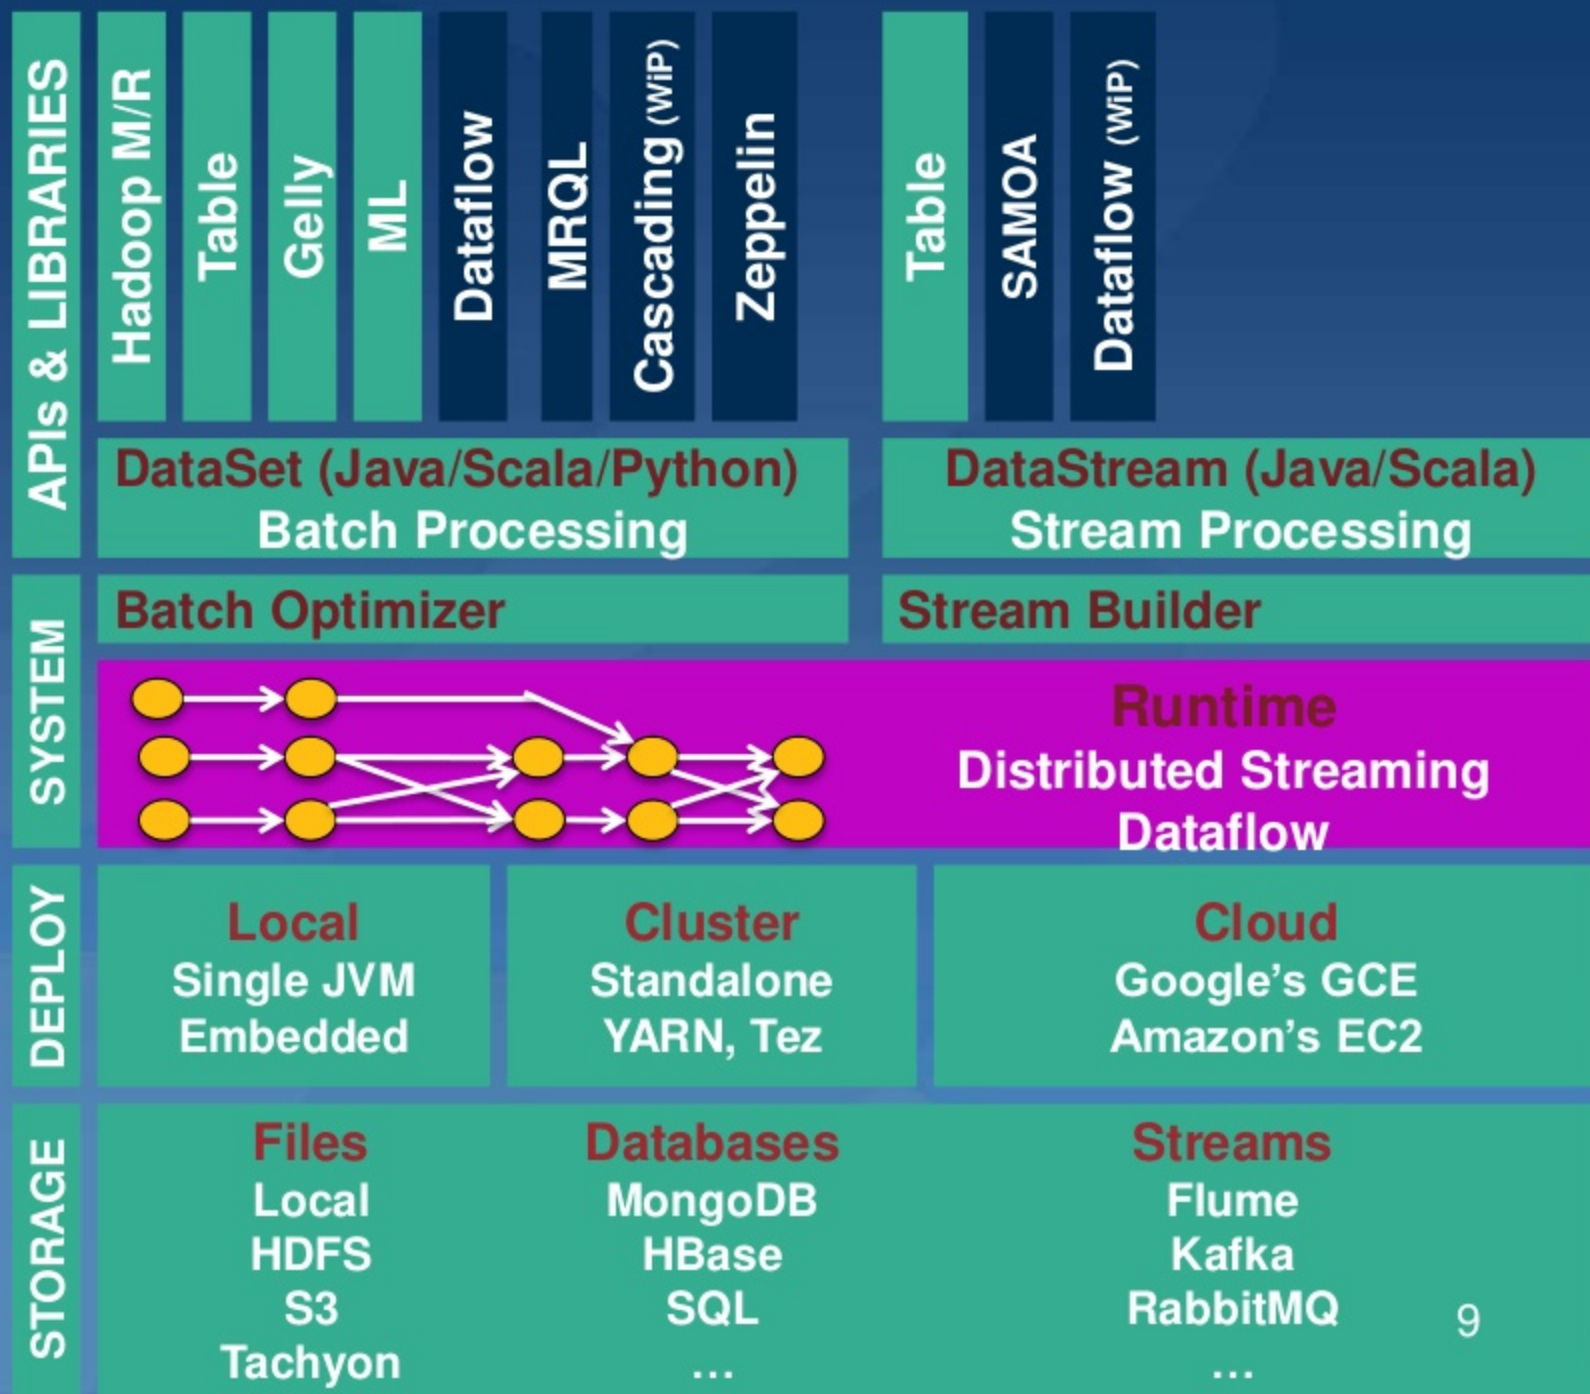 APIs & LIBRARIES
Hadoop M/R
Table
Gelly
ML
Dataflow
MRQL
Cascading (WiP)
Zeppelin
Table
SAMOA
Dataflow (WiP)
DataSet (Java/Scala/Python)
Batch Processing
DataStream (Java/Scala)
Stream Processing
SYSTEM
Batch Optimizer
Stream Builder
Runtime
Distributed Streaming
Dataflow
DEPLOY
Local
Single JVM
Embedded
Cluster
Standalone
YARN, Tez
Cloud
Google’s GCE
Amazon’s EC2
STORAGE
Files
Local
HDFS
S3
Tachyon
Databases
MongoDB
HBase
SQL
...
Streams
Flume
Kafka
RabbitMQ
...
9